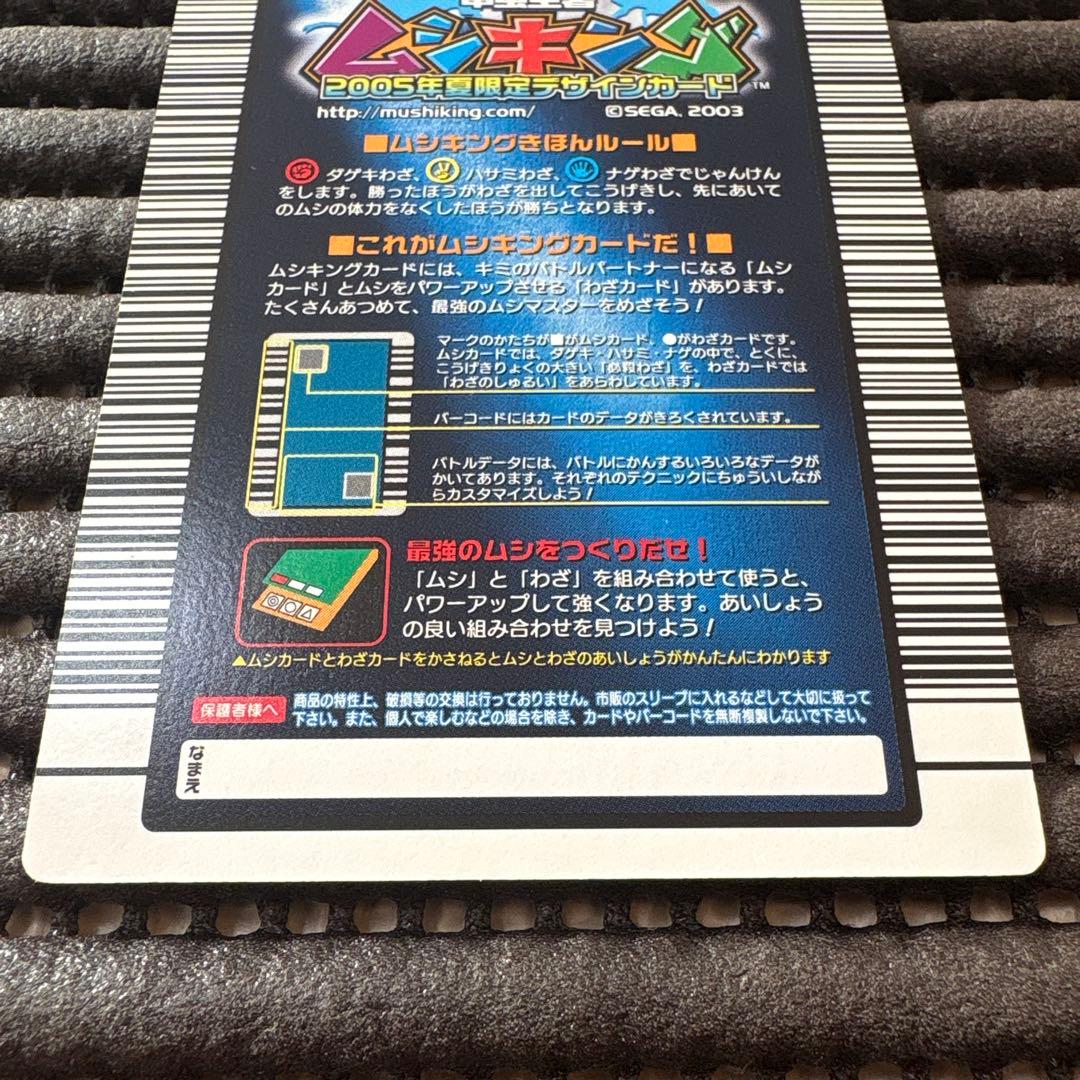 甲虫王者
ムシキング
2005年夏限定デザインカード TM
http://mushiking.com/ ©SEGA, 2003
■ムシキングきほんルール■
ダゲキわざ、 ハサミわざ、 ナゲわざでじゃんけん
をします。勝ったほうがわざを出してこうげきし、先にあいて
のムシの体力をなくしたほうが勝ちとなります。
■これがムシキングカードだ!■
ムシキングカードには、キミのバトルパートナーになる「ムシ
カード」とムシをパワーアップさせる「わざカード」があります。
たくさんあつめて、最強のムシマスターをめざそう!
マークのかたちが■がムシカード、●がわざカードです。
ムシカードでは、ダゲキ・ハサミ・ナゲの中で、とくに、
こうげきりょくの大きい「必殺わざ」を、わざカードでは
「わざのしゅるい」をあらわしています。
バーコードにはカードのデータがきろくされています。
バトルデータには、バトルにかんするいろいろなデータが
かいてあります。それぞれのテクニックにちゅういしなが
らカスタマイズしよう!
最強のムシをつくりだせ!
「ムシ」と「わざ」を組み合わせて使うと、
パワーアップして強くなります。あいしょう
の良い組み合わせを見つけよう!
▲ムシカードとわざカードをかさねるとムシとわざのあいしょうがかんたんにわかります
保護者様へ 商品の特性上、破損等の交換は行っておりません。市販のスリーブに入れるなどして大切に扱って
下さい。また、個人で楽しむなどの場合を除き、カードやバーコードを無断複製しないで下さい。
なまえ